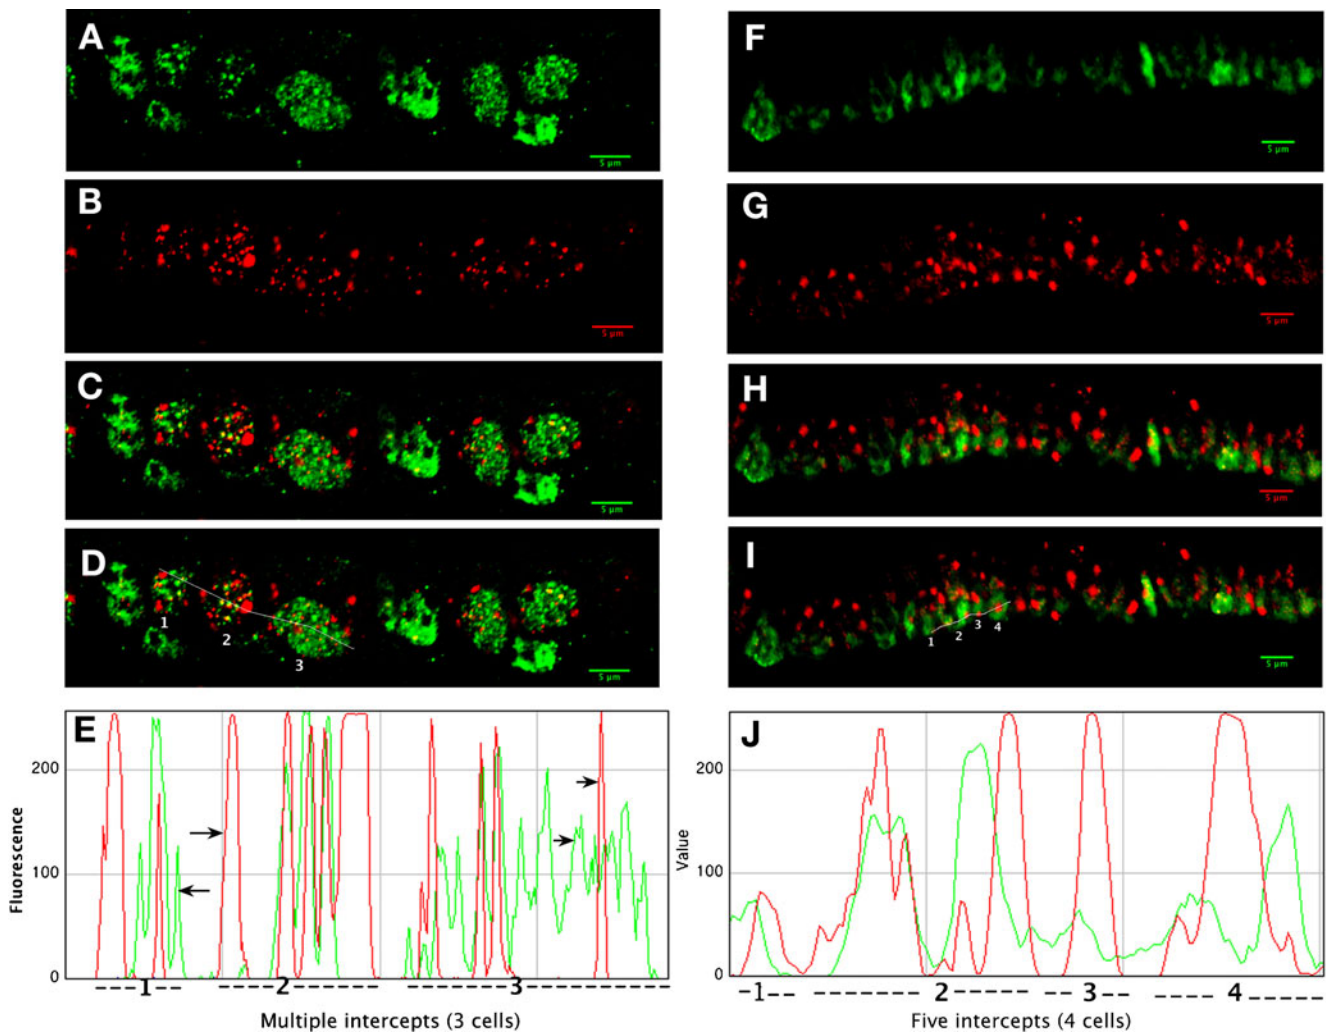 A
5 µm
B
5 µm
C
5 µm
D
1
2
3
5 µm
E
200
100
0
Fluorescence
1
2
3
Multiple intercepts (3 cells)
F
5 µm
G
5 µm
H
5 µm
I
1
2
3
4
5 µm
J
200
100
0
Value
1
2
3
4
Five intercepts (4 cells)